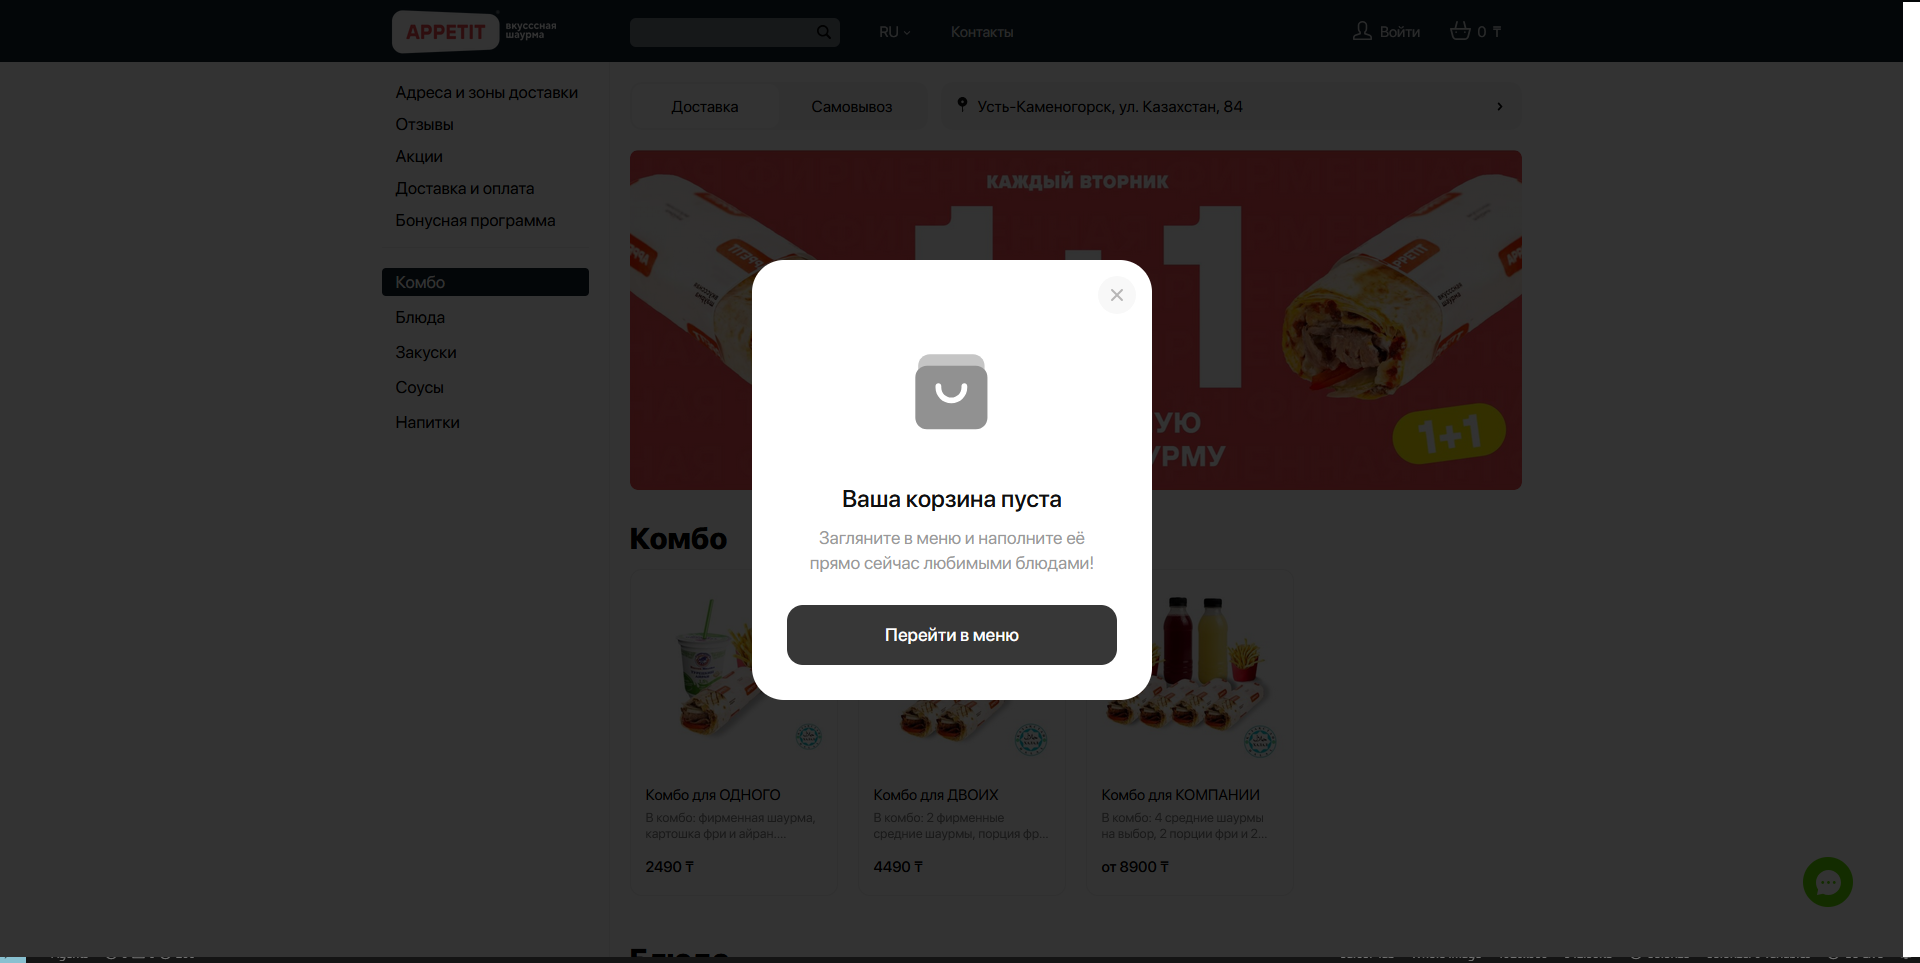 APPETIT
вкусссная
шаурма
RU
Контакты
Войти
0 ₸
Адреса и зоны доставки
Отзывы
Акции
Доставка и оплата
Бонусная программа
Комбо
Блюда
Закуски
Соусы
Напитки
Доставка
Самовывоз
Усть-Каменогорск, ул. Казахстан, 84
КАЖДЫЙ ВТОРНИК
1+1
УЮ
УРМУ
1+1
Ваша корзина пуста
Загляните в меню и наполните её
прямо сейчас любимыми блюдами!
Перейти в меню
Комбо
Комбо для ОДНОГО
В комбо: фирменная шаурма,
картошка фри и айран....
2490 ₸
Комбо для ДВОИХ
В комбо: 2 фирменные
средние шаурмы, порция фр...
4490 ₸
Комбо для КОМПАНИИ
В комбо: 4 средние шаурмы
на выбор, 2 порции фри и 2...
от 8900 ₸
Блюда